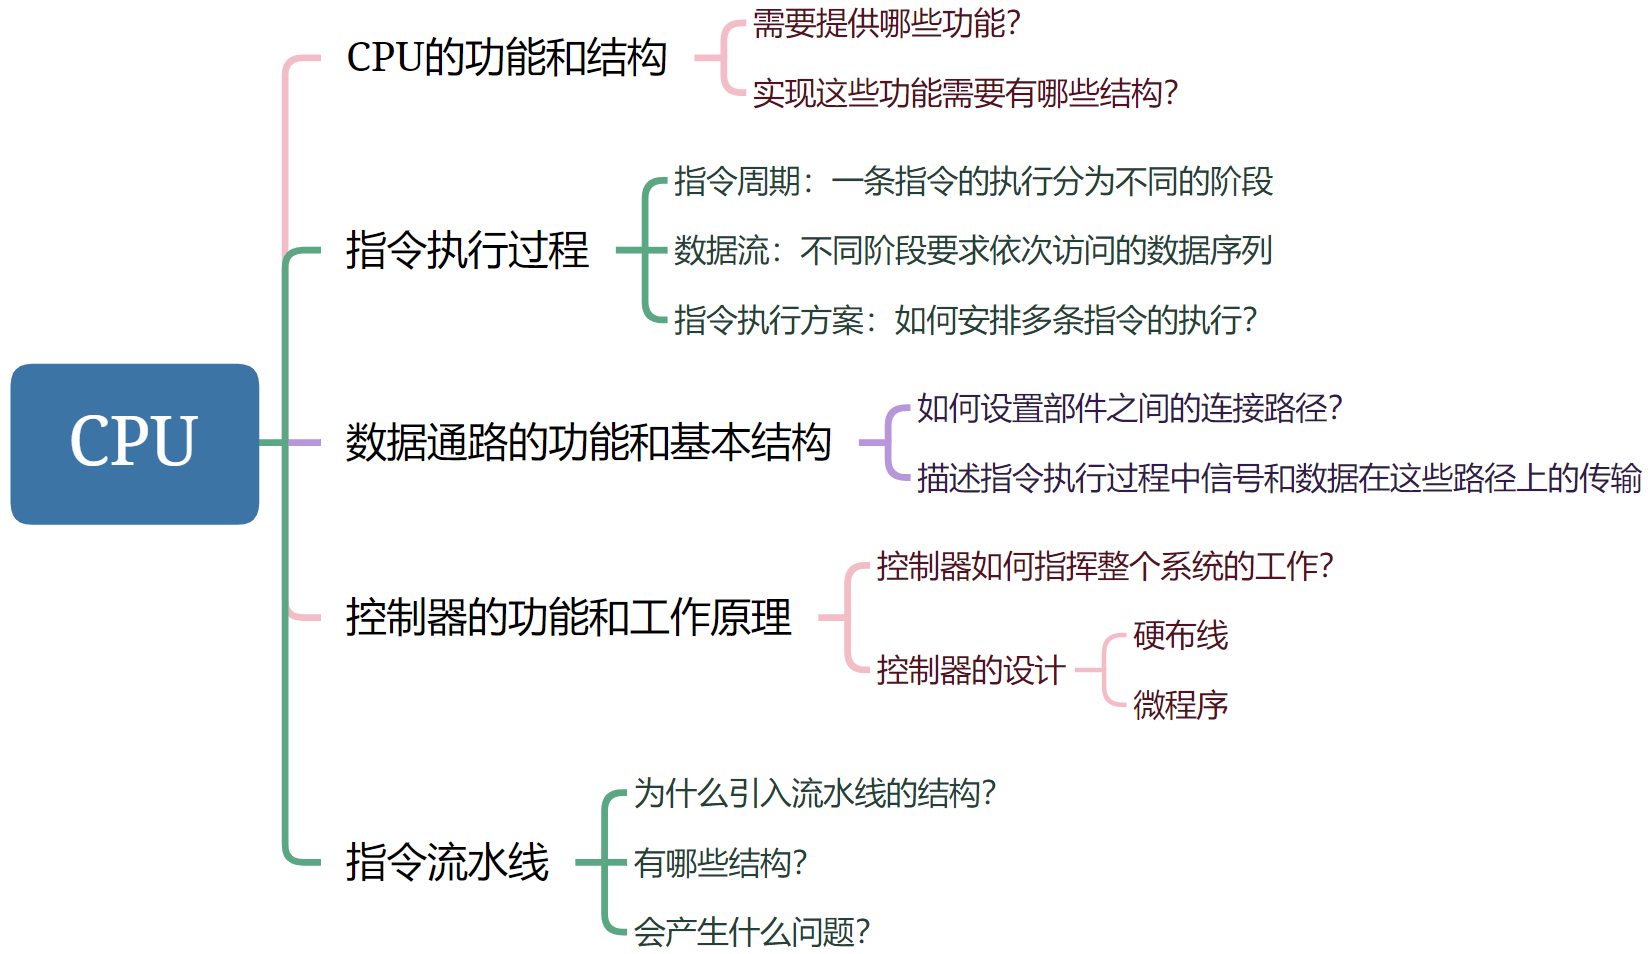 CPU
CPU的功能和结构
需要提供哪些功能？
实现这些功能需要有哪些结构？
指令执行过程
指令周期：一条指令的执行分为不同的阶段
数据流：不同阶段要求依次访问的数据序列
指令执行方案：如何安排多条指令的执行？
数据通路的功能和基本结构
如何设置部件之间的连接路径？
描述指令执行过程中信号和数据在这些路径上的传输
控制器的功能和工作原理
控制器如何指挥整个系统的工作？
控制器的设计
硬布线
微程序
指令流水线
为什么引入流水线的结构？
有哪些结构？
会产生什么问题？